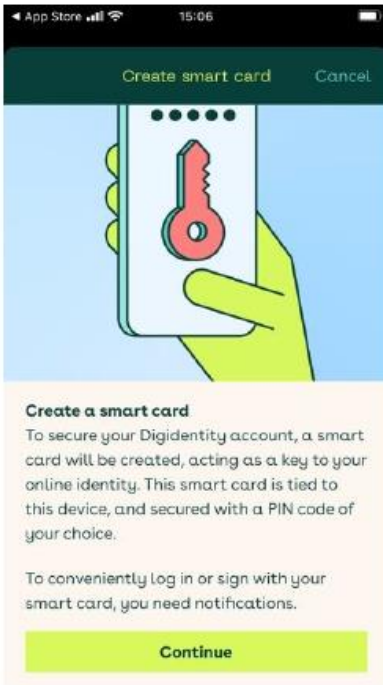 ◄ App Store 15:06
Create smart card Cancel
Create a smart card
To secure your Digidentity account, a smart
card will be created, acting as a key to your
online identity. This smart card is tied to
this device, and secured with a PIN code of
your choice.
To conveniently log in or sign with your
smart card, you need notifications.
Continue